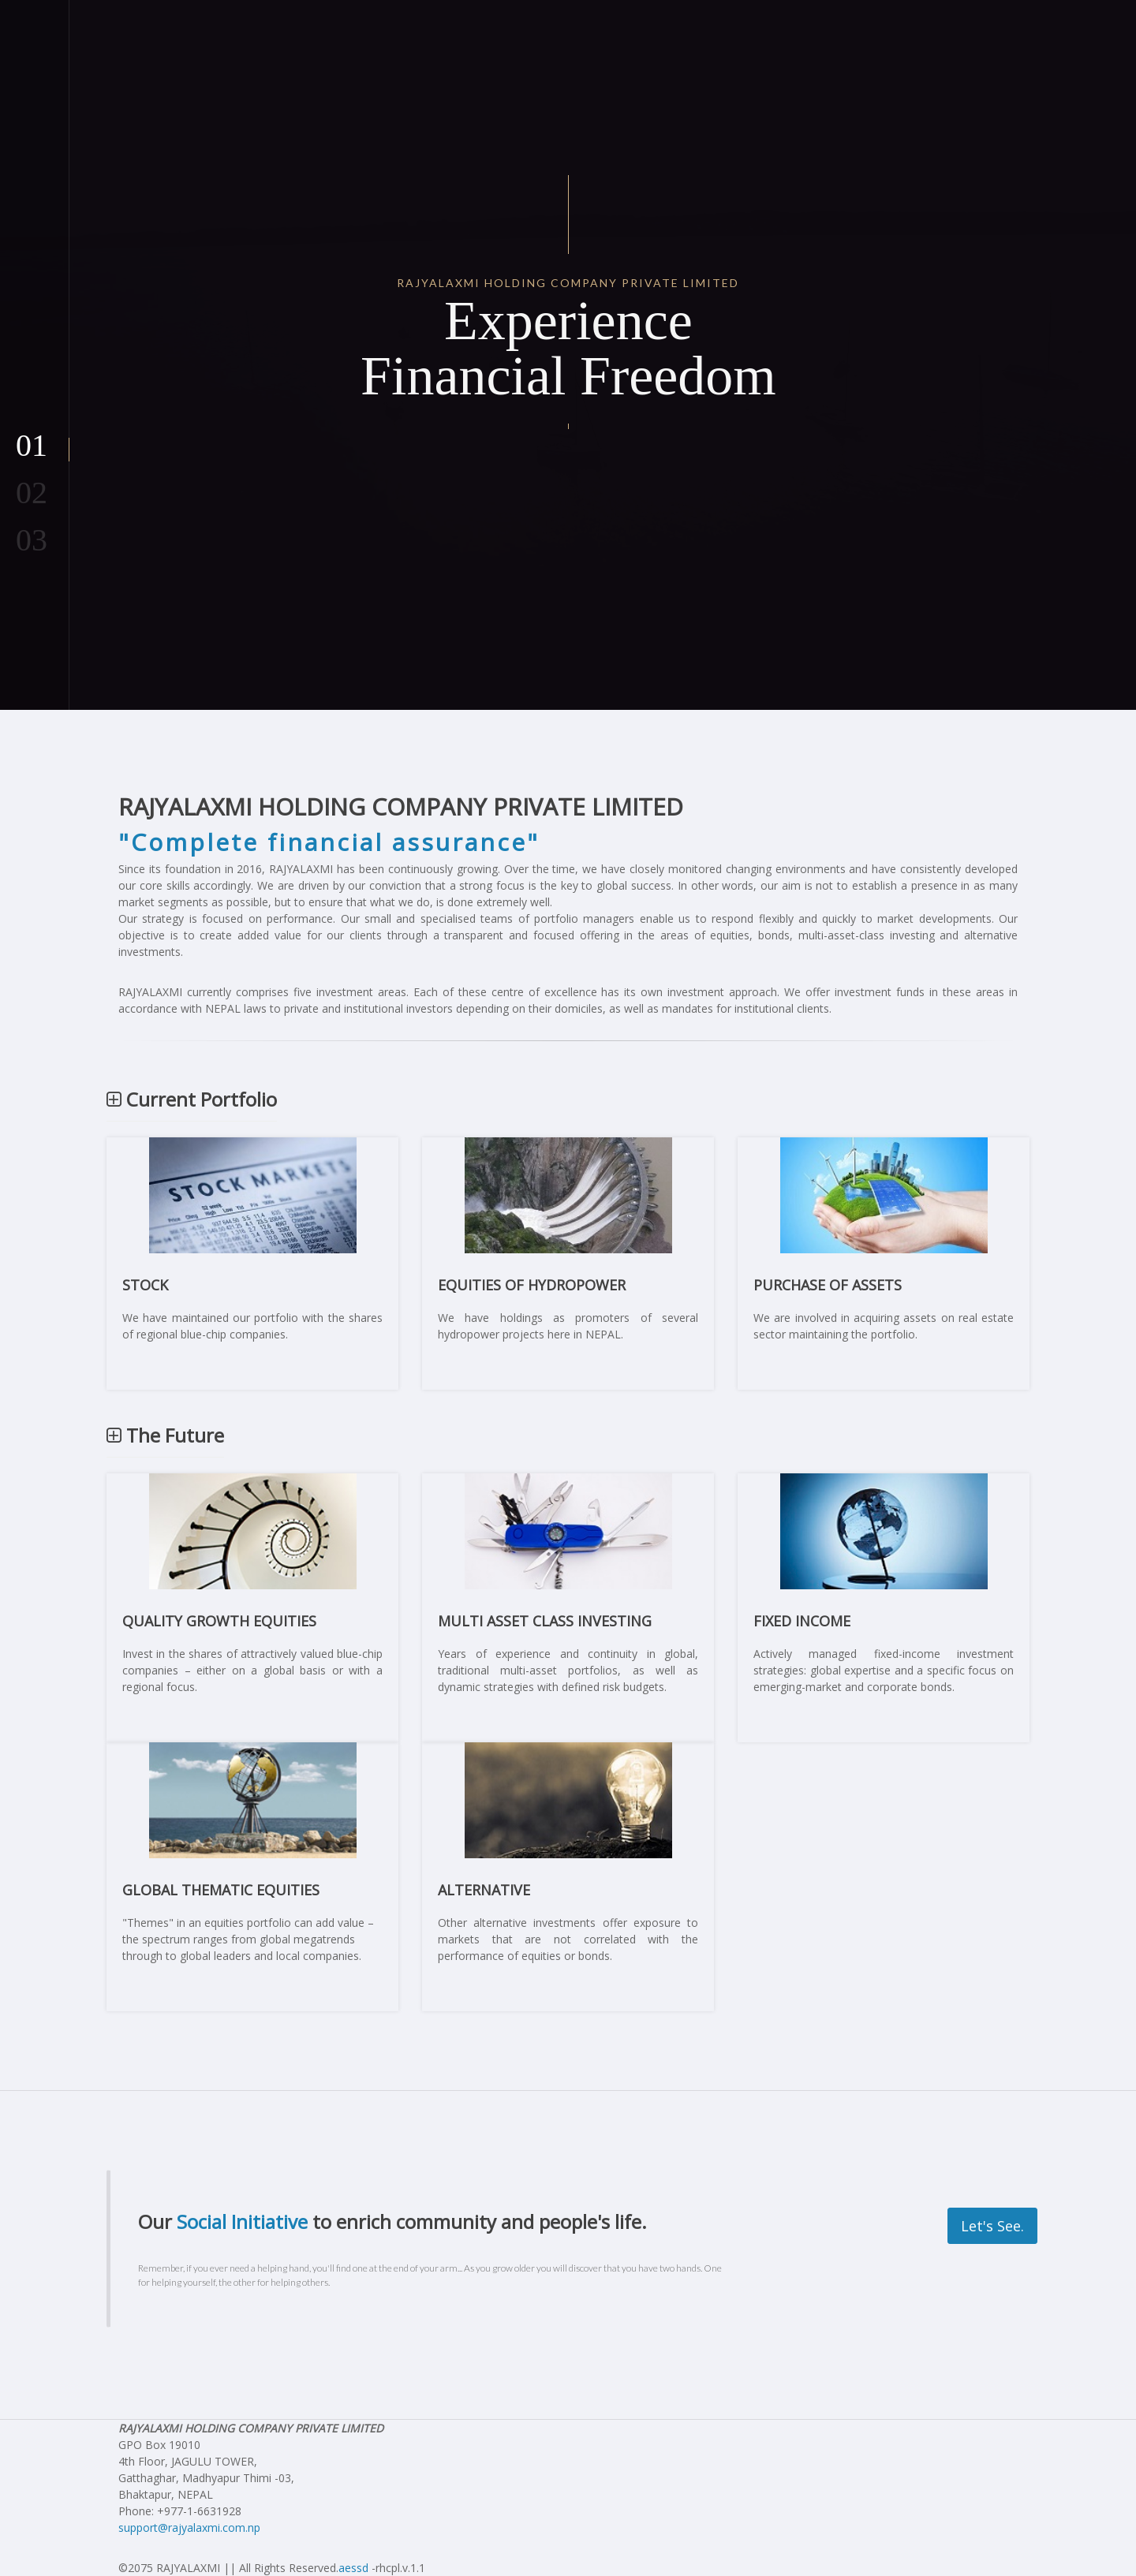 RAJYALAXMI HOLDING COMPANY PRIVATE LIMITED
Experience
Financial Freedom
01
02
03
RAJYALAXMI HOLDING COMPANY PRIVATE LIMITED
"Complete financial assurance"
Since its foundation in 2016, RAJYALAXMI has been continuously growing. Over the time, we have closely monitored changing environments and have consistently developed
our core skills accordingly. We are driven by our conviction that a strong focus is the key to global success. In other words, our aim is not to establish a presence in as many
market segments as possible, but to ensure that what we do, is done extremely well.
Our strategy is focused on performance. Our small and specialised teams of portfolio managers enable us to respond flexibly and quickly to market developments. Our
objective is to create added value for our clients through a transparent and focused offering in the areas of equities, bonds, multi-asset-class investing and alternative
investments.
RAJYALAXMI currently comprises five investment areas. Each of these centre of excellence has its own investment approach. We offer investment funds in these areas in
accordance with NEPAL laws to private and institutional investors depending on their domiciles, as well as mandates for institutional clients.
Current Portfolio
STOCK MARKETS
STOCK
We have maintained our portfolio with the shares
of regional blue-chip companies.
EQUITIES OF HYDROPOWER
We have holdings as promoters of several
hydropower projects here in NEPAL.
PURCHASE OF ASSETS
We are involved in acquiring assets on real estate
sector maintaining the portfolio.
The Future
QUALITY GROWTH EQUITIES
Invest in the shares of attractively valued blue-chip
companies – either on a global basis or with a
regional focus.
MULTI ASSET CLASS INVESTING
Years of experience and continuity in global,
traditional multi-asset portfolios, as well as
dynamic strategies with defined risk budgets.
FIXED INCOME
Actively managed fixed-income investment
strategies: global expertise and a specific focus on
emerging-market and corporate bonds.
GLOBAL THEMATIC EQUITIES
"Themes" in an equities portfolio can add value –
the spectrum ranges from global megatrends
through to global leaders and local companies.
ALTERNATIVE
Other alternative investments offer exposure to
markets that are not correlated with the
performance of equities or bonds.
Our Social Initiative to enrich community and people's life.
Let's See.
Remember, if you ever need a helping hand, you'll find one at the end of your arm... As you grow older you will discover that you have two hands. One
for helping yourself, the other for helping others.
RAJYALAXMI HOLDING COMPANY PRIVATE LIMITED
GPO Box 19010
4th Floor, JAGULU TOWER,
Gatthaghar, Madhyapur Thimi -03,
Bhaktapur, NEPAL
Phone: +977-1-6631928
support@rajyalaxmi.com.np
©2075 RAJYALAXMI || All Rights Reserved.aessd -rhcpl.v.1.1